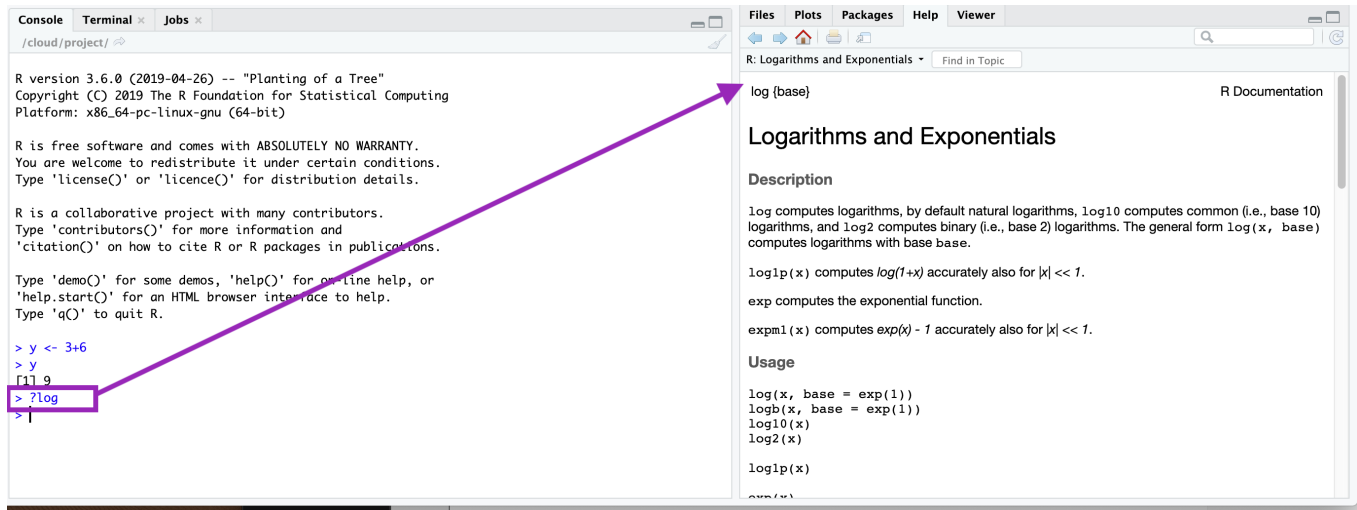 Console Terminal × Jobs ×
/cloud/project/
R version 3.6.0 (2019-04-26) -- "Planting of a Tree"
Copyright (C) 2019 The R Foundation for Statistical Computing
Platform: x86_64-pc-linux-gnu (64-bit)
R is free software and comes with ABSOLUTELY NO WARRANTY.
You are welcome to redistribute it under certain conditions.
Type 'license()' or 'licence()' for distribution details.
R is a collaborative project with many contributors.
Type 'contributors()' for more information and
'citation()' on how to cite R or R packages in publications.
Type 'demo()' for some demos, 'help()' for on-line help, or
'help.start()' for an HTML browser interface to help.
Type 'q()' to quit R.
> y <- 3+6
> y
[1] 9
> ?log
>
Files Plots Packages Help Viewer
R: Logarithms and Exponentials Find in Topic
log {base} R Documentation
Logarithms and Exponentials
Description
log computes logarithms, by default natural logarithms, log10 computes common (i.e., base 10)
logarithms, and log2 computes binary (i.e., base 2) logarithms. The general form log(x, base)
computes logarithms with base base.
log1p(x) computes log(1+x) accurately also for |x| << 1.
exp computes the exponential function.
expm1(x) computes exp(x) - 1 accurately also for |x| << 1.
Usage
log(x, base = exp(1))
logb(x, base = exp(1))
log10(x)
log2(x)
log1p(x)
exp(x)